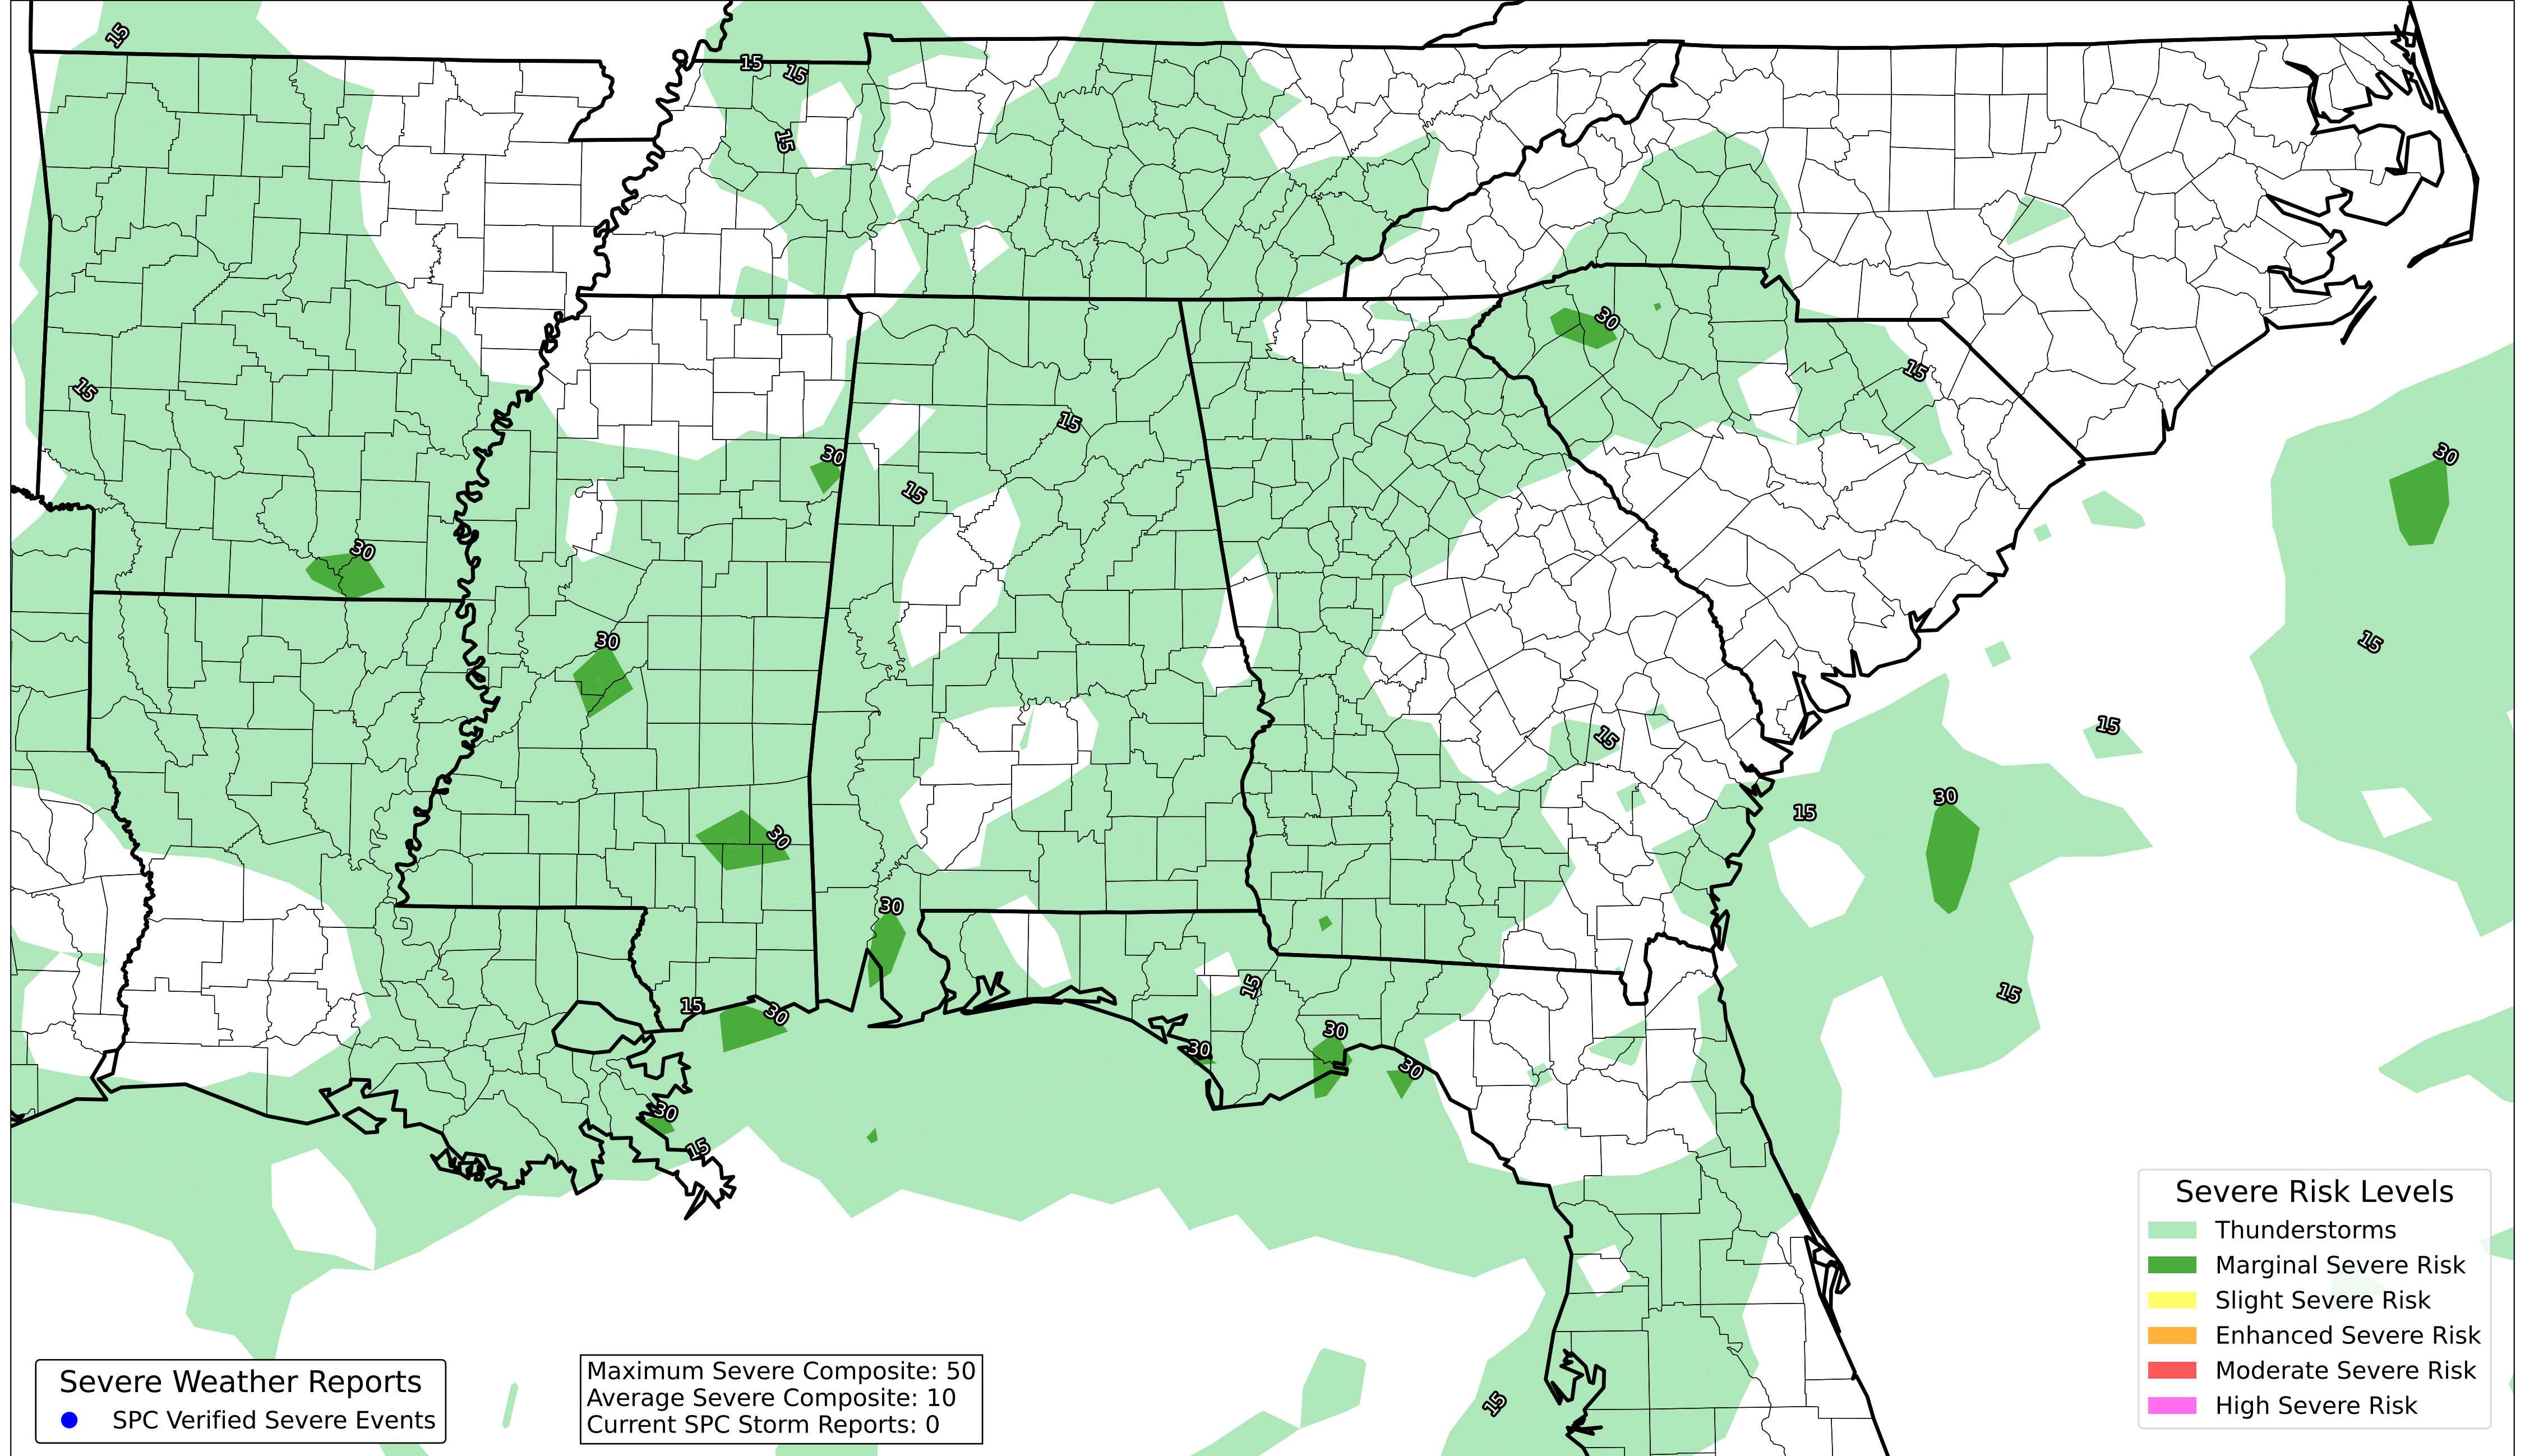 15
15
15
15
30
15
15
15
30
30
15
30
30
15
30
15
15
30
15
30
30
15
15
30
15
30
30
30
30
15
15
Severe Risk Levels
Thunderstorms
Marginal Severe Risk
Slight Severe Risk
Enhanced Severe Risk
Moderate Severe Risk
High Severe Risk
Severe Weather Reports
SPC Verified Severe Events
Maximum Severe Composite: 50
Average Severe Composite: 10
Current SPC Storm Reports: 0